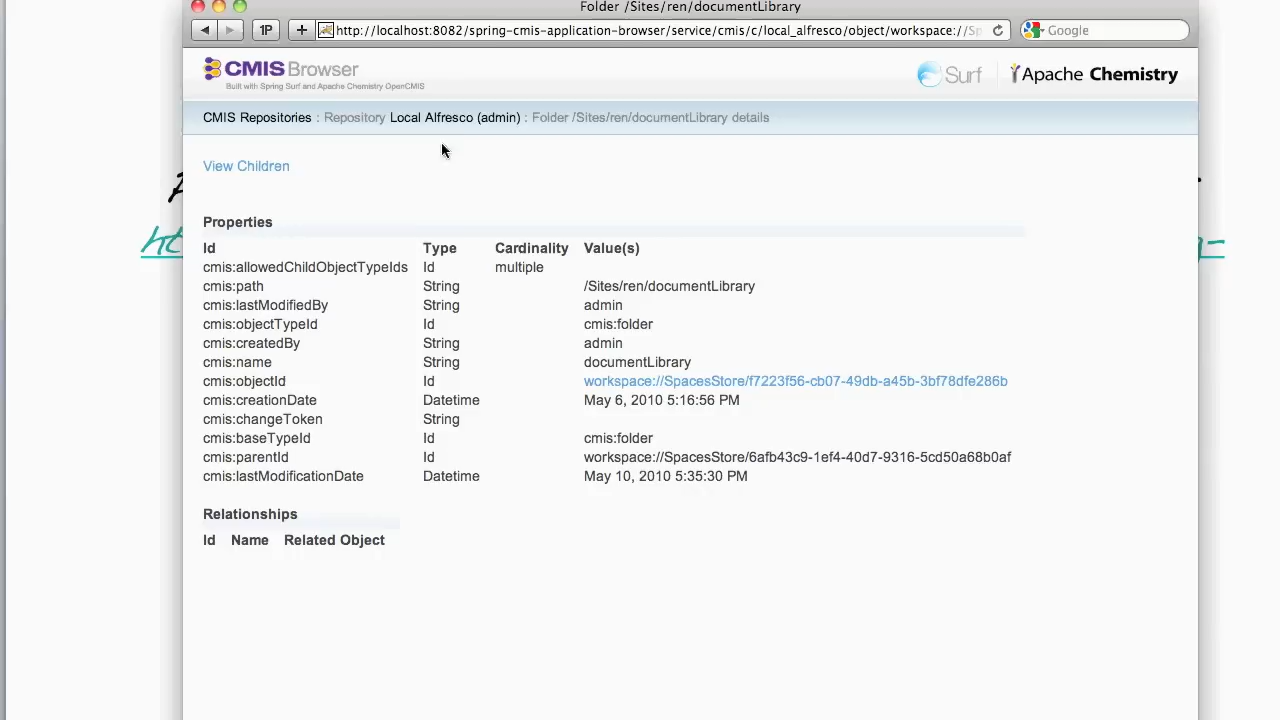 Folder /Sites/ren/documentLibrary
1P + http://localhost:8082/spring-cmis-application-browser/service/cmis/c/local_alfresco/object/workspace://Sp Google
CMIS Browser Surf Apache Chemistry
Built with Spring Surf and Apache Chemistry OpenCMIS
CMIS Repositories : Repository Local Alfresco (admin) : Folder /Sites/ren/documentLibrary details
View Children
Properties
Id Type Cardinality Value(s)
cmis:allowedChildObjectTypeIds Id multiple
cmis:path String /Sites/ren/documentLibrary
cmis:lastModifiedBy String admin
cmis:objectTypeId Id cmis:folder
cmis:createdBy String admin
cmis:name String documentLibrary
cmis:objectId Id workspace://SpacesStore/f7223f56-cb07-49db-a45b-3bf78dfe286b
cmis:creationDate Datetime May 6, 2010 5:16:56 PM
cmis:changeToken String
cmis:baseTypeId Id cmis:folder
cmis:parentId Id workspace://SpacesStore/6afb43c9-1ef4-40d7-9316-5cd50a68b0af
cmis:lastModificationDate Datetime May 10, 2010 5:35:30 PM
Relationships
Id Name Related Object